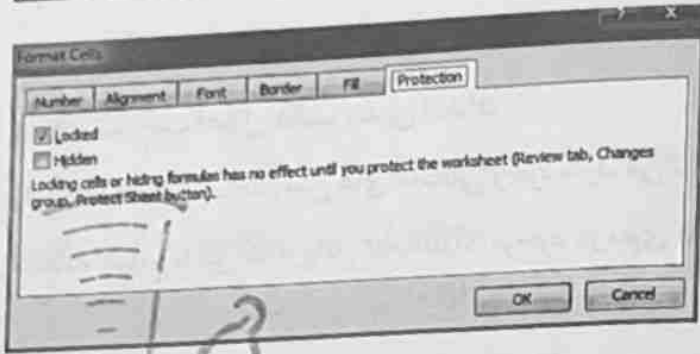 ? X
Format Cells
Number Alignment Font Border Fill Protection
Locked
Hidden
Locking cells or hiding formulas has no effect until you protect the worksheet (Review tab, Changes
group, Protect Sheet button).
OK Cancel